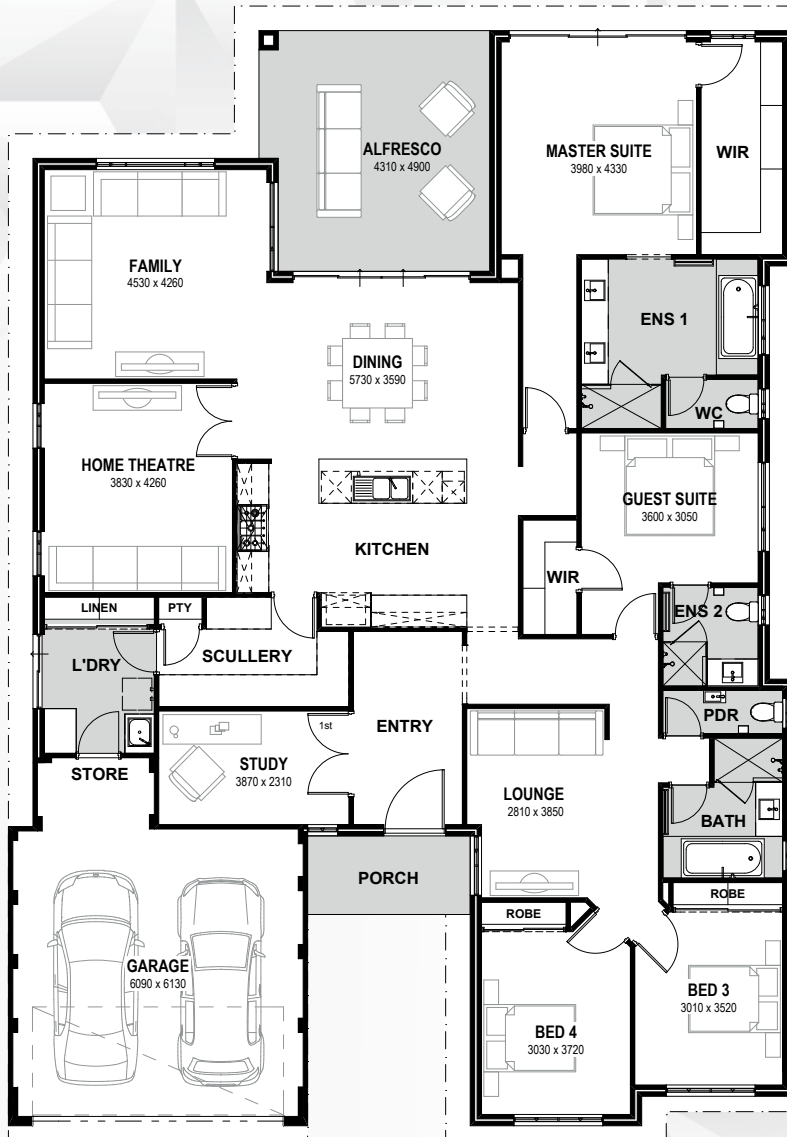 ALFRESCO
4310 x 4900
MASTER SUITE
3980 x 4330
WIR
FAMILY
4530 x 4260
ENS 1
DINING
5730 x 3590
WC
HOME THEATRE
3830 x 4260
GUEST SUITE
3600 x 3050
KITCHEN
WIR
LINEN
PTY
ENS 2
SCULLERY
L'DRY
PDR
1st
ENTRY
STUDY
3870 x 2310
STORE
LOUNGE
2810 x 3850
BATH
PORCH
ROBE
ROBE
GARAGE
6090 x 6130
BED 3
3010 x 3520
BED 4
3030 x 3720